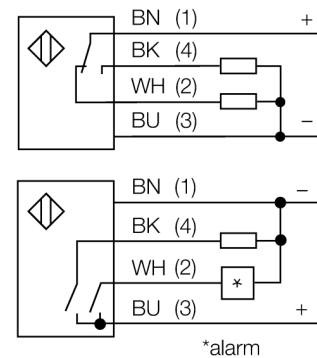 BN (1) +
BK (4)
WH (2)
BU (3) −
BN (1) −
BK (4)
WH (2) *
BU (3) +
*alarm